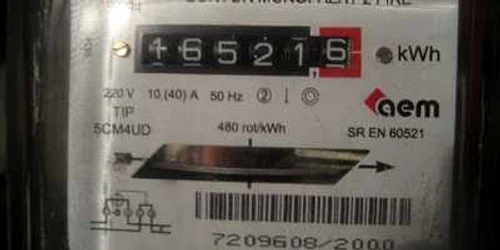 165216 kWh
220 V 10 (40) A 50 Hz 2
TIP
5CM4UD
480 rot/kWh
aem
SR EN 60521
7209608/2000